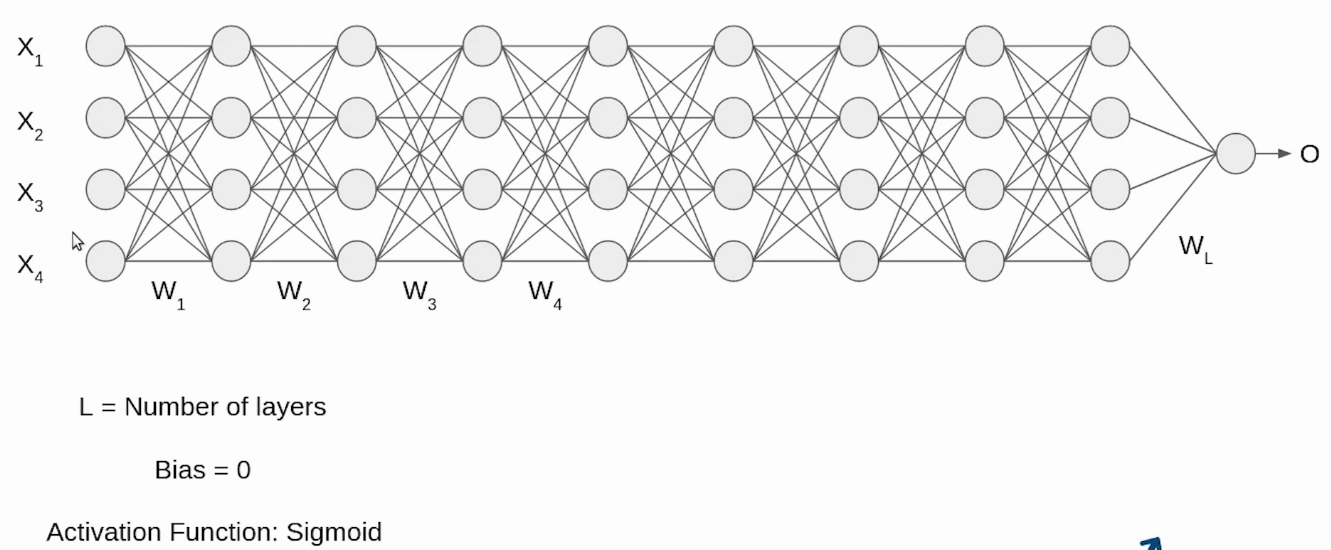 X1
X2
X3
X4
O
WL
W1 W2 W3 W4
L = Number of layers
Bias = 0
Activation Function: Sigmoid